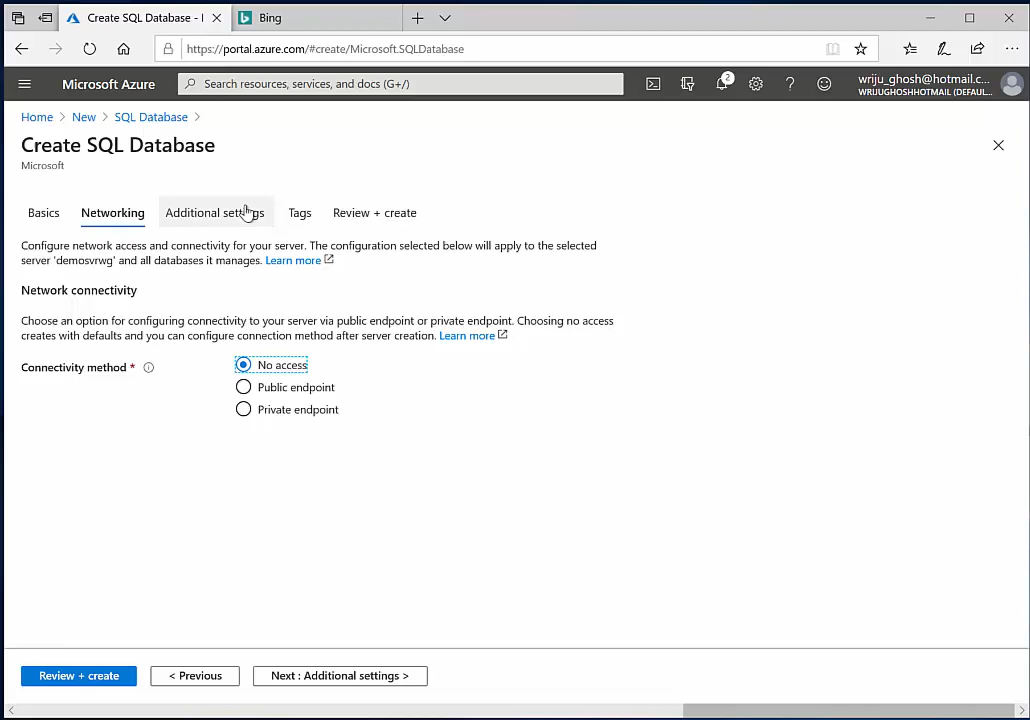 Create SQL Database - I
Bing
https://portal.azure.com/#create/Microsoft.SQLDatabase
Microsoft Azure
Search resources, services, and docs (G+/)
2
wriju_ghosh@hotmail.c...
WRIJUGHOSHHOTMAIL (DEFAUL...
Home > New > SQL Database >
Create SQL Database
Microsoft
Basics Networking Additional settings Tags Review + create
Configure network access and connectivity for your server. The configuration selected below will apply to the selected
server 'demosvrwg' and all databases it manages. Learn more
Network connectivity
Choose an option for configuring connectivity to your server via public endpoint or private endpoint. Choosing no access
creates with defaults and you can configure connection method after server creation. Learn more
Connectivity method *
No access
Public endpoint
Private endpoint
Review + create
< Previous
Next : Additional settings >